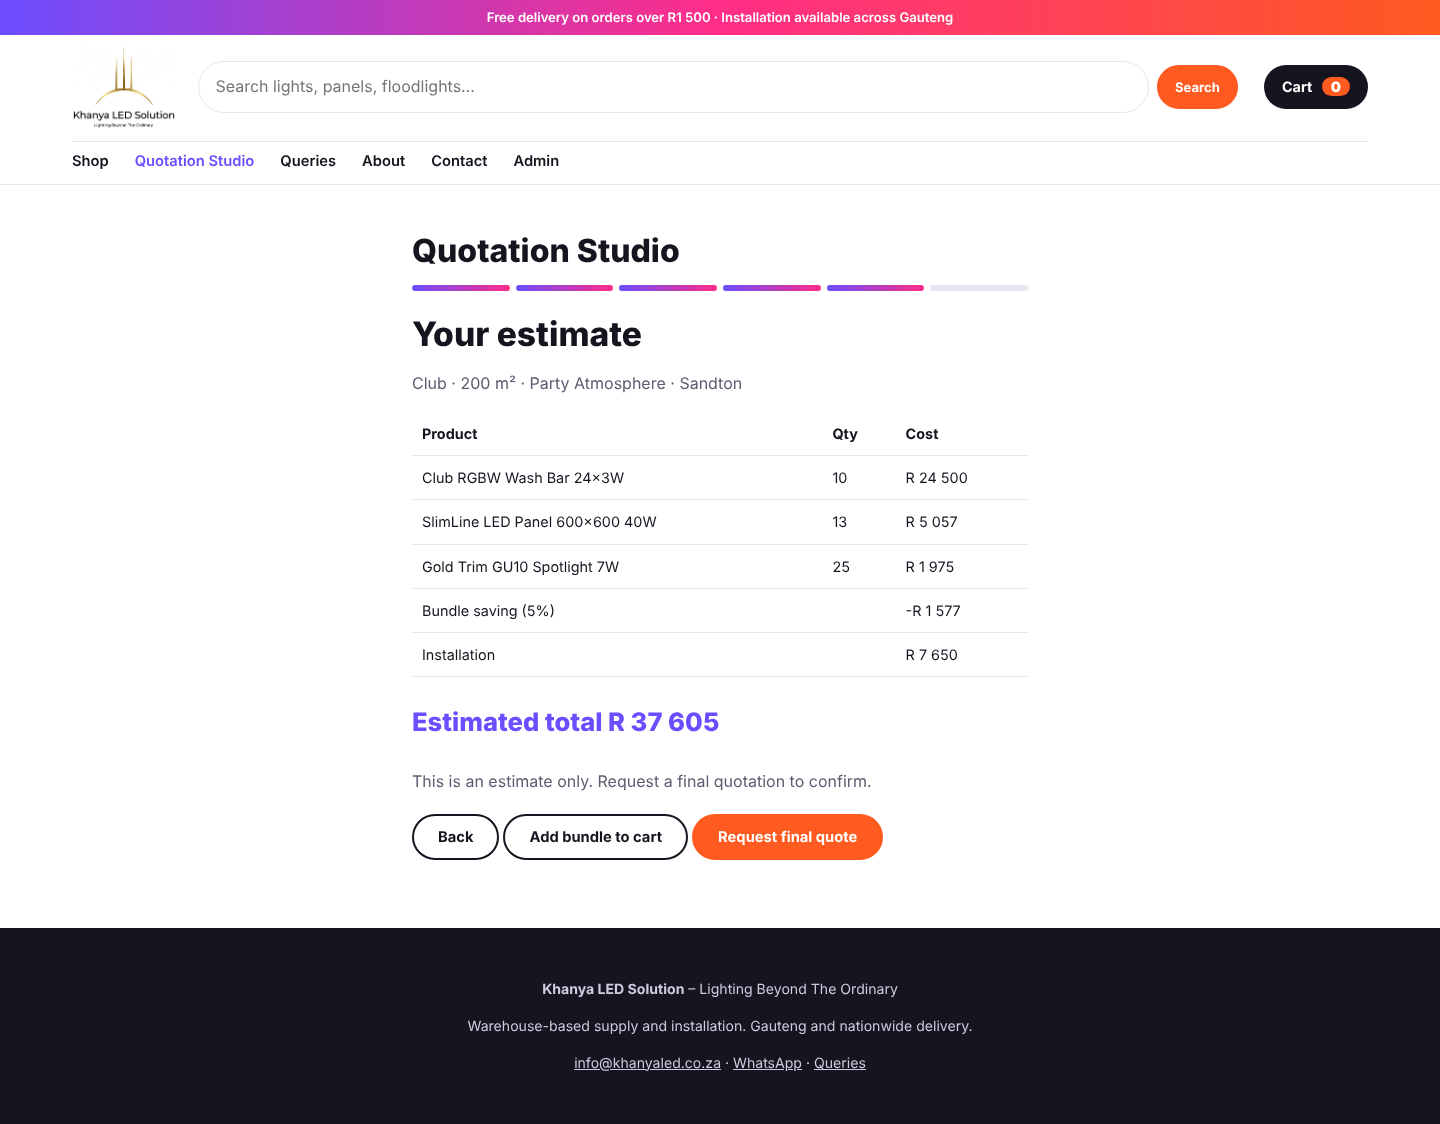 Free delivery on orders over R1 500 · Installation available across Gauteng
Khanya LED Solution
Lighting Beyond The Ordinary
Search lights, panels, floodlights...
Search
Cart 0
Shop Quotation Studio Queries About Contact Admin
Quotation Studio
Your estimate
Club · 200 m² · Party Atmosphere · Sandton
Product Qty Cost
Club RGBW Wash Bar 24×3W 10 R 24 500
SlimLine LED Panel 600×600 40W 13 R 5 057
Gold Trim GU10 Spotlight 7W 25 R 1 975
Bundle saving (5%) -R 1 577
Installation R 7 650
Estimated total R 37 605
This is an estimate only. Request a final quotation to confirm.
Back Add bundle to cart Request final quote
Khanya LED Solution – Lighting Beyond The Ordinary
Warehouse-based supply and installation. Gauteng and nationwide delivery.
info@khanyaled.co.za · WhatsApp · Queries